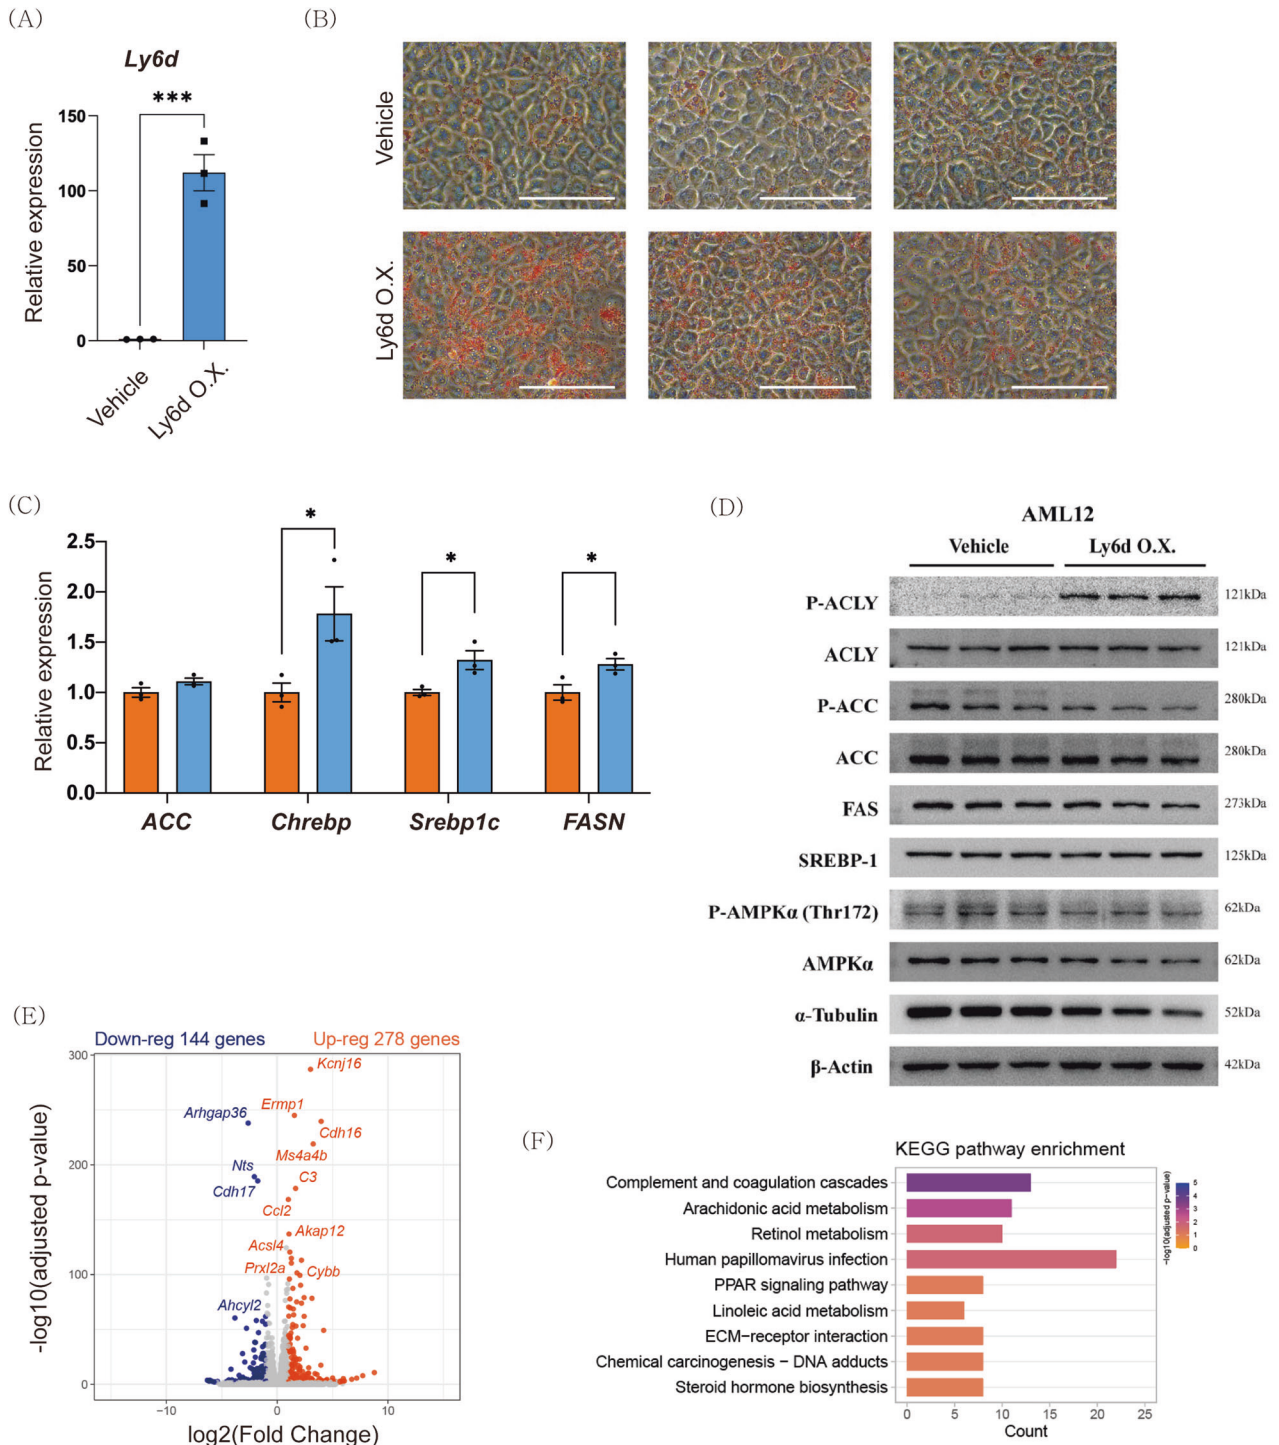 (A)
Ly6d
***
Relative expression
150
100
50
0
Vehicle
Ly6d O.X.
(B)
Vehicle
Ly6d O.X.
(C)
Relative expression
2.5
2.0
1.5
1.0
0.5
0.0
*
*
*
ACC
Chrebp
Srebp1c
FASN
(D)
AML12
Vehicle
Ly6d O.X.
P-ACLY 121kDa
ACLY 121kDa
P-ACC 280kDa
ACC 280kDa
FAS 273kDa
SREBP-1 125kDa
P-AMPKα (Thr172) 62kDa
AMPKα 62kDa
α-Tubulin 52kDa
β-Actin 42kDa
(E)
Down-reg 144 genes
Up-reg 278 genes
-log10(adjusted p-value)
300
200
100
0
Kcnj16
Ermp1
Arhgap36
Cdh16
Ms4a4b
Nts
C3
Cdh17
Ccl2
Akap12
Acsl4
Prxl2a
Cybb
Ahcyl2
−10
0
10
log2(Fold Change)
(F)
KEGG pathway enrichment
Complement and coagulation cascades
Arachidonic acid metabolism
Retinol metabolism
Human papillomavirus infection
PPAR signaling pathway
Linoleic acid metabolism
ECM−receptor interaction
Chemical carcinogenesis − DNA adducts
Steroid hormone biosynthesis
0
5
10
15
20
25
Count
−log10(adjusted p−value)
5
4
3
2
1
0